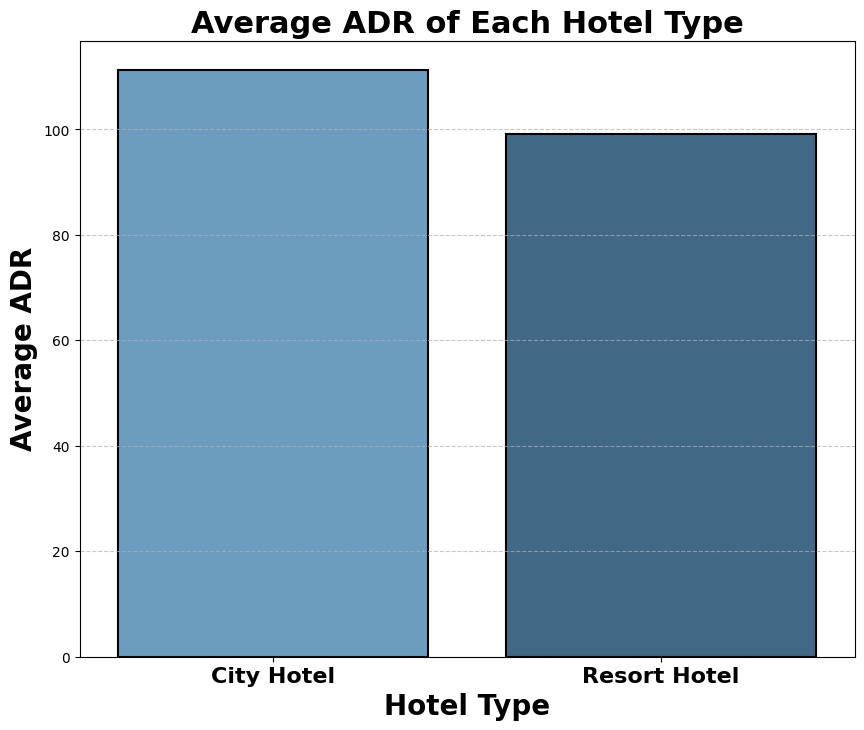 Average ADR of Each Hotel Type
Average ADR
100
80
60
40
20
0
City Hotel
Resort Hotel
Hotel Type